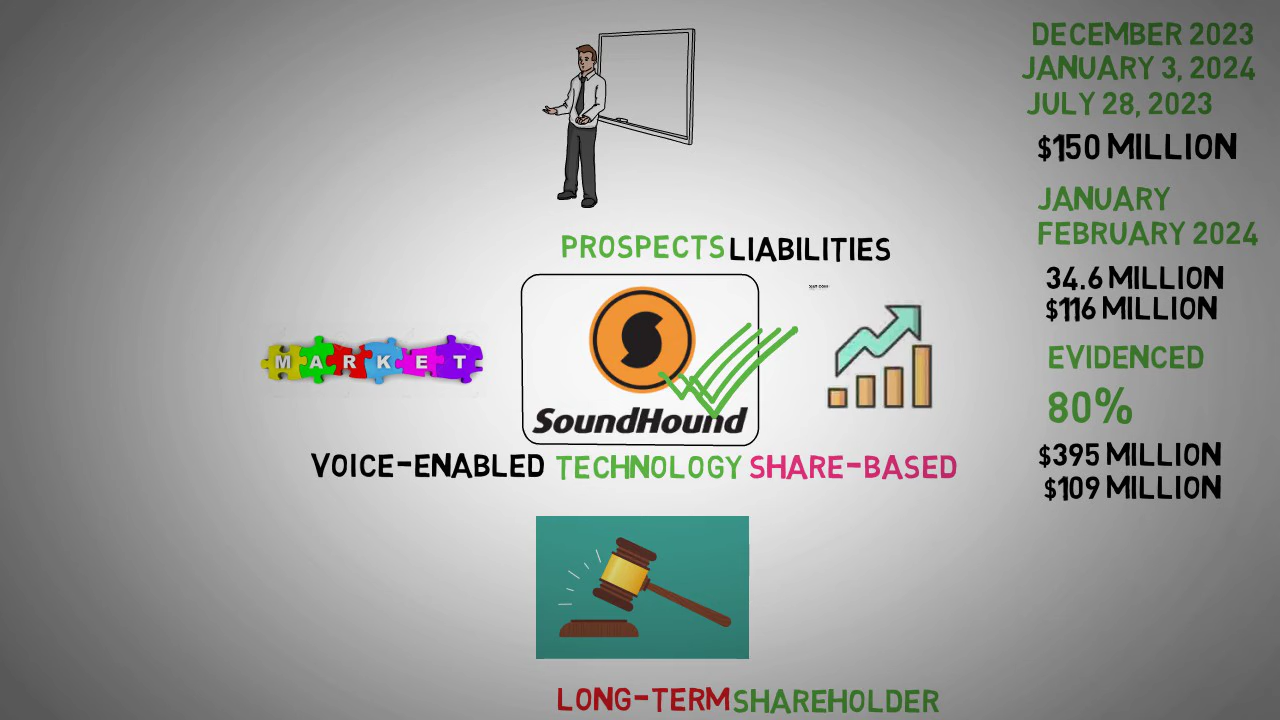 DECEMBER 2023
JANUARY 3, 2024
JULY 28, 2023
$150 MILLION
JANUARY
FEBRUARY 2024
34.6 MILLION
$116 MILLION
EVIDENCED
80%
$395 MILLION
$109 MILLION
PROSPECTS LIABILITIES
MARKET
SoundHound
VOICE-ENABLED TECHNOLOGY SHARE-BASED
LONG-TERM SHAREHOLDER